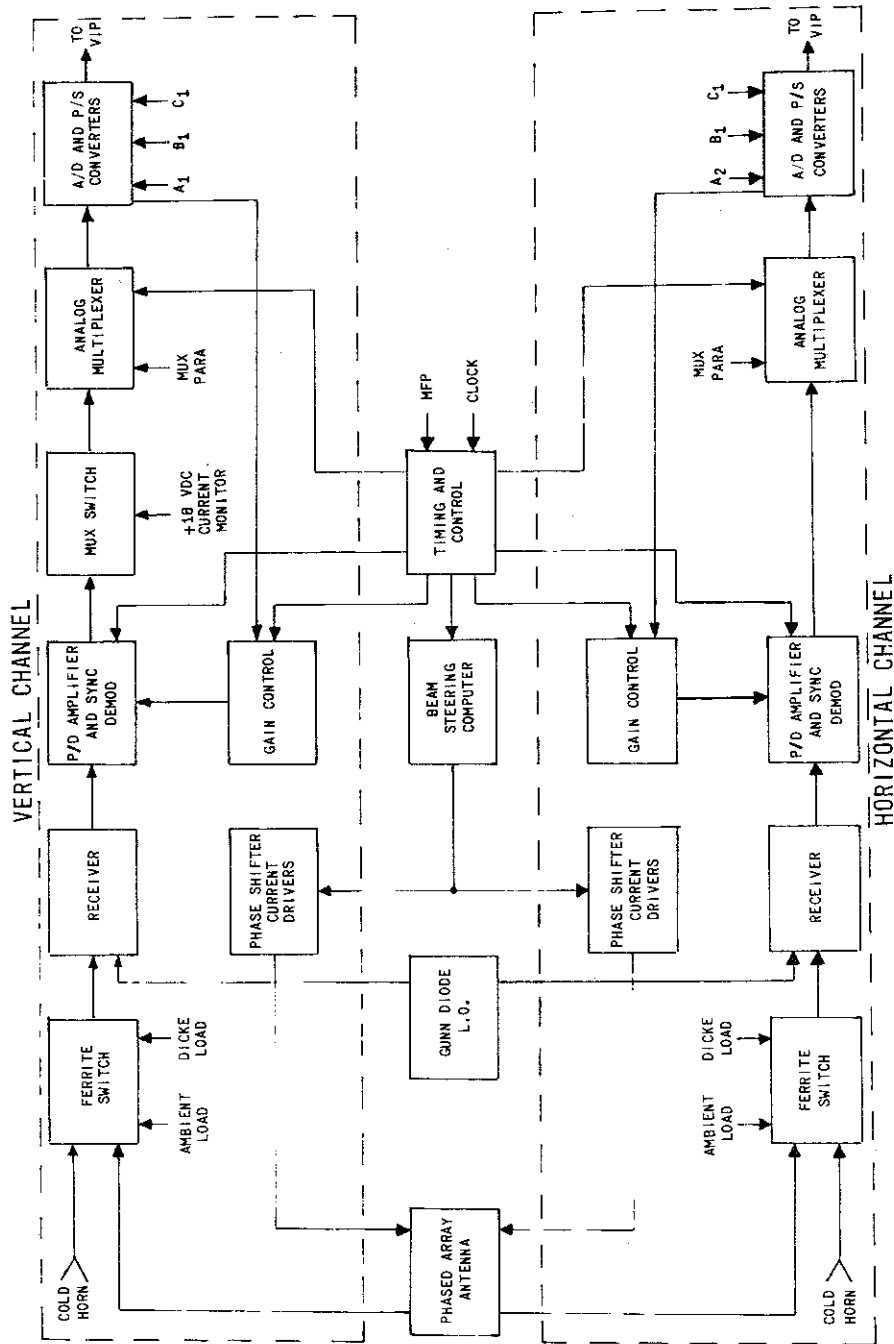 VERTICAL CHANNEL
COLD
HORN
FERRITE
SWITCH
AMBIENT
LOAD
DICKE
LOAD
RECEIVER
P/D AMPLIFIER
AND SYNC
DEMOD
MUX SWITCH
+18 VDC
CURRENT
MONITOR
ANALOG
MULTIPLEXER
MUX
PARA
A/D AND P/S
CONVERTERS
A1
B1
C1
TO
VIP
PHASE SHIFTER
CURRENT
DRIVERS
GAIN CONTROL
PHASED ARRAY
ANTENNA
GUNN DIODE
L.O.
BEAM
STEERING
COMPUTER
TIMING AND
CONTROL
MFP
CLOCK
PHASE SHIFTER
CURRENT
DRIVERS
GAIN CONTROL
COLD
HORN
AMBIENT
LOAD
DICKE
LOAD
FERRITE
SWITCH
RECEIVER
P/D AMPLIFIER
AND SYNC
DEMOD
MUX
PARA
ANALOG
MULTIPLEXER
A2
B1
C1
A/D AND P/S
CONVERTERS
TO
VIP
HORIZONTAL CHANNEL